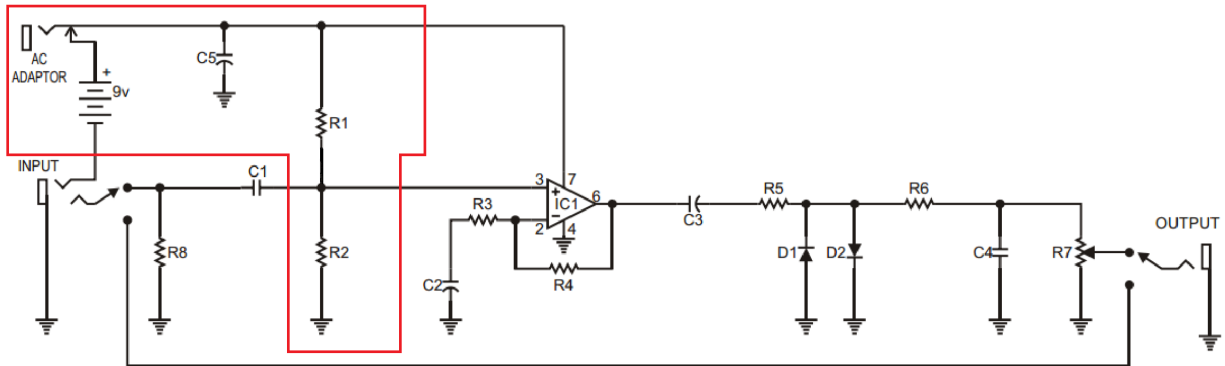 AC
ADAPTOR
+
9v
C5
R1
INPUT
C1
R8
R2
3
7
+
IC1
6
−
2
4
R3
C2
R4
C3
R5
D1
D2
R6
C4
R7
OUTPUT